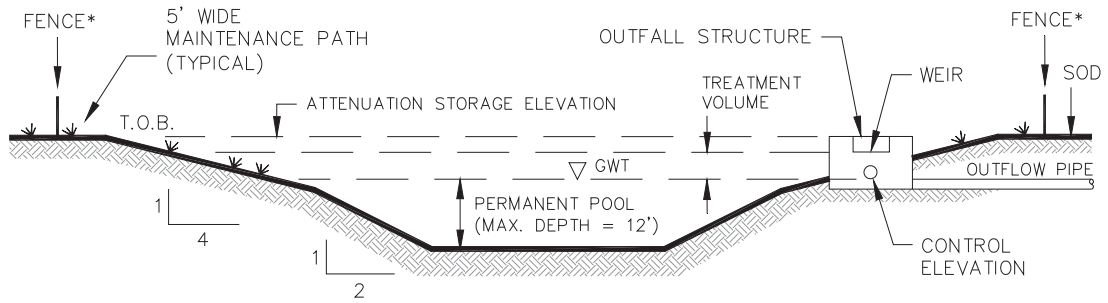 FENCE*
5' WIDE
MAINTENANCE PATH
(TYPICAL)
T.O.B.
ATTENUATION STORAGE ELEVATION
TREATMENT
VOLUME
OUTFALL STRUCTURE
WEIR
FENCE*
SOD
GWT
OUTFLOW PIPE
PERMANENT POOL
(MAX. DEPTH = 12')
CONTROL
ELEVATION
1
4
1
2